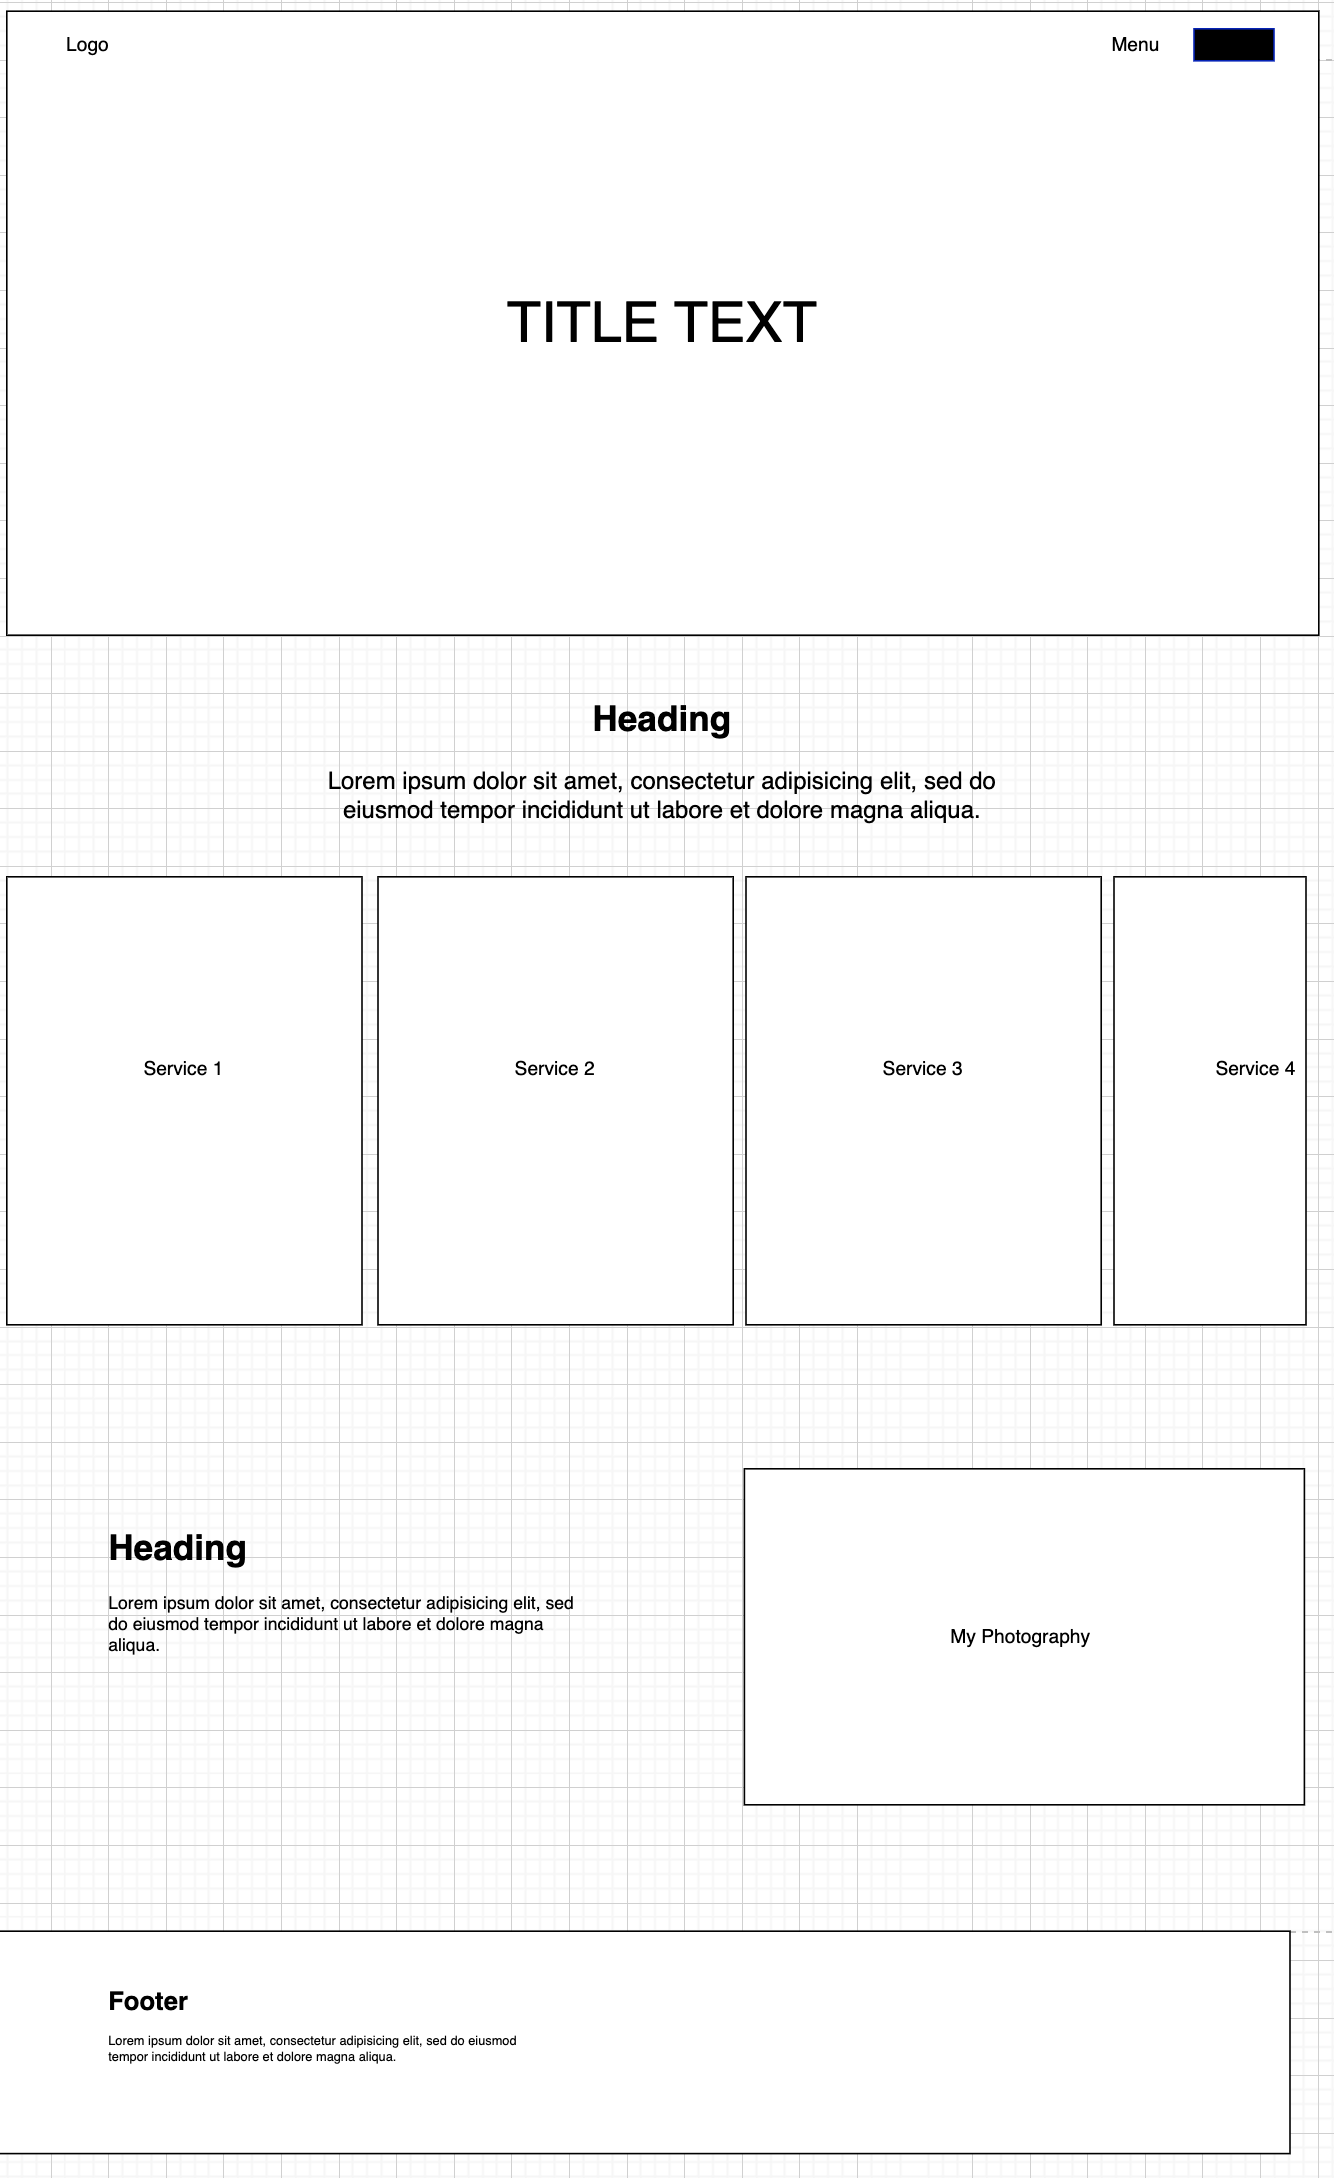 Logo
Menu
TITLE TEXT
Heading
Lorem ipsum dolor sit amet, consectetur adipisicing elit, sed do
eiusmod tempor incididunt ut labore et dolore magna aliqua.
Service 1
Service 2
Service 3
Service 4
Heading
Lorem ipsum dolor sit amet, consectetur adipisicing elit, sed
do eiusmod tempor incididunt ut labore et dolore magna
aliqua.
My Photography
Footer
Lorem ipsum dolor sit amet, consectetur adipisicing elit, sed do eiusmod
tempor incididunt ut labore et dolore magna aliqua.